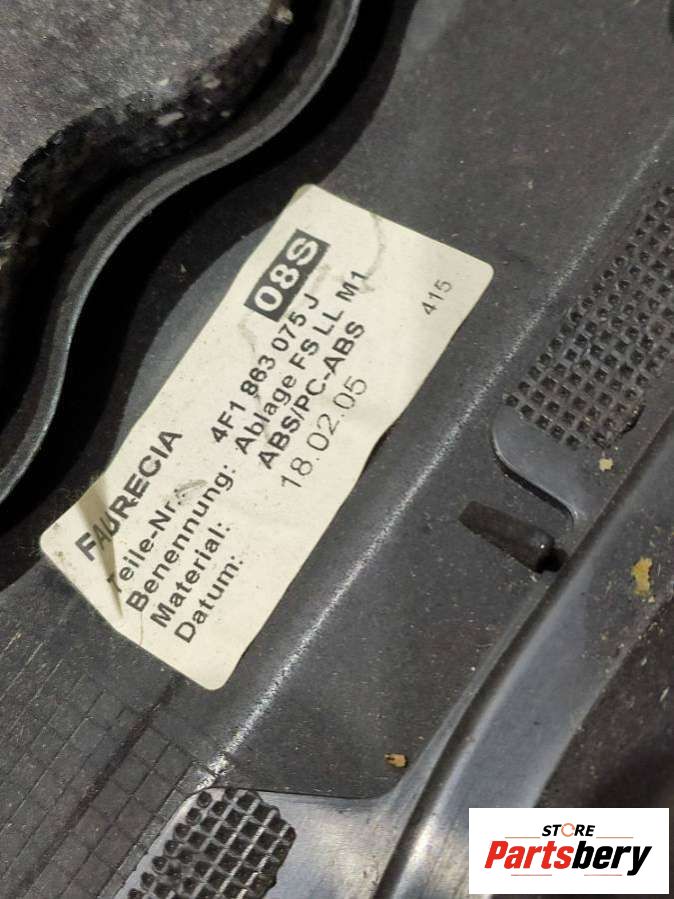 08S
FAURECIA
Teile-Nr.: 4F1 863 075 J
Benennung: Ablage FS LL M1
Material: ABS/PC-ABS
Datum: 18.02.05
415
STORE
Partsbery